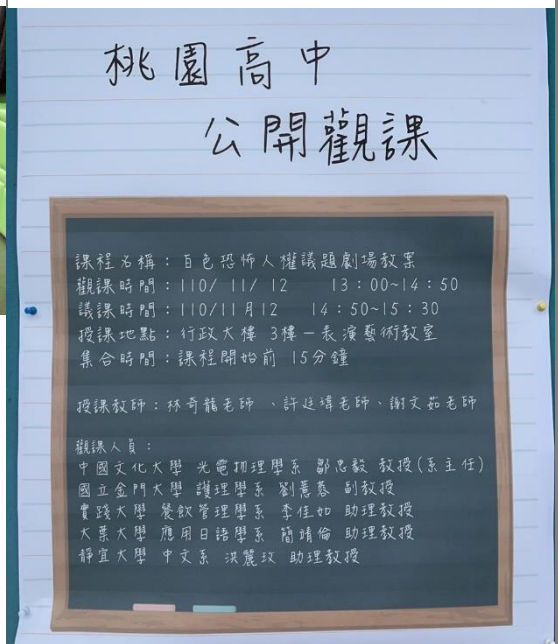 桃園高中
公開觀課
課程名稱：白色恐怖人權議題劇場教案
觀課時間：110/ 11/ 12 13：00~14：50
議課時間：110/11月12 14：50~15：30
授課地點：行政大樓 3樓-表演藝術教室
集合時間：課程開始前 15分鐘
授課教師：林奇龍老師 、許廷瑋老師、謝文茹老師
觀課人員：
中國文化大學 光電物理學系 鄒忠毅 教授(系主任)
國立金門大學 護理學系 劉 副教授
實踐大學 餐飲管理學系 李佳如 助理教授
大葉大學 應用日語學系 簡靖倫 助理教授
靜宜大學 中文系 洪麗玫 助理教授